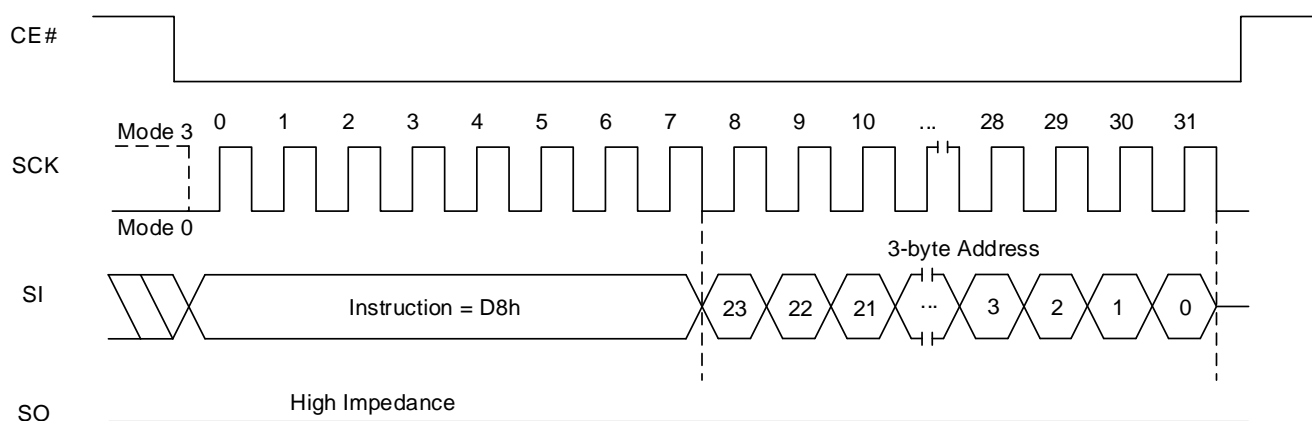 CE#
Mode 3 0 1 2 3 4 5 6 7 8 9 10 ... 28 29 30 31
SCK
Mode 0
3-byte Address
SI Instruction = D8h 23 22 21 ... 3 2 1 0
High Impedance
SO